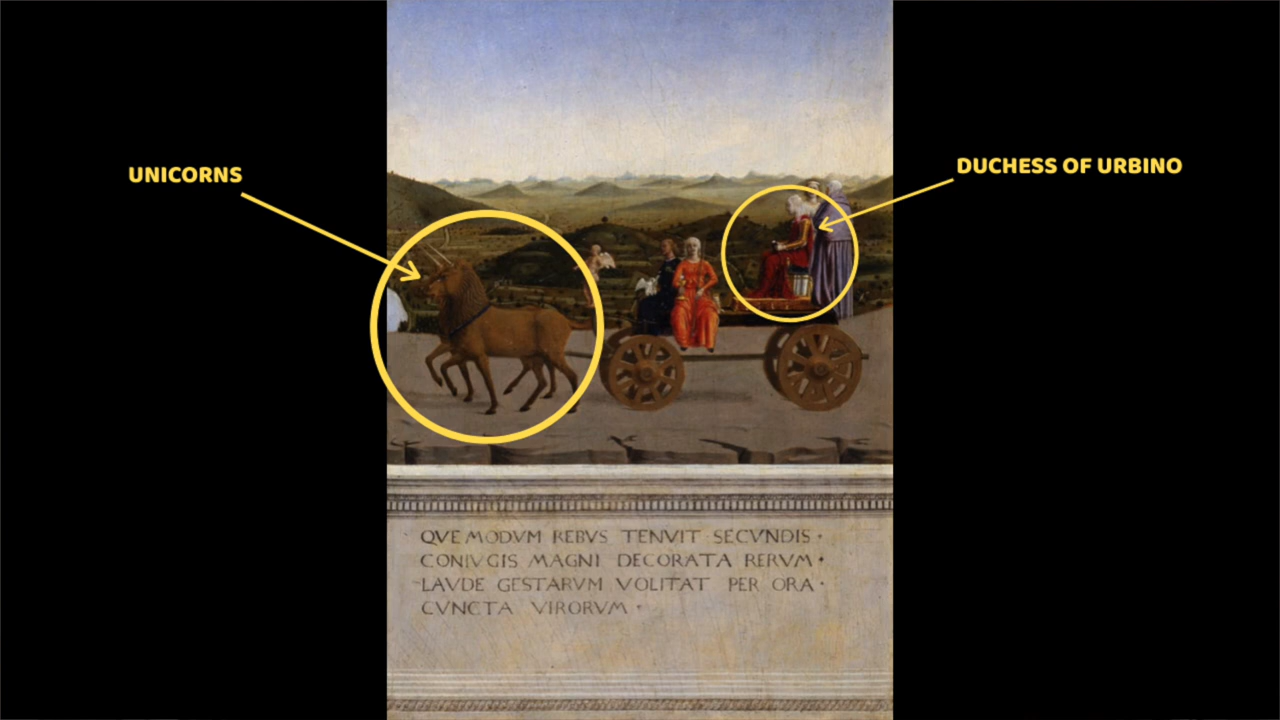 UNICORNS
DUCHESS OF URBINO
QVE MODVM REBVS TENVIT SECVNDIS •
CONIVGIS MAGNI DECORATA RERVM •
LAVDE GESTARVM VOLITAT PER ORA •
CVNCTA VIRORVM •